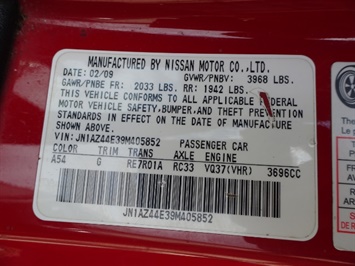 MANUFACTURED BY NISSAN MOTOR CO.,LTD.
DATE: 02/09 GVWR/PNBV: 3968 LBS.
GAWR/PNBE FR: 2033 LBS. RR: 1942 LBS.
THIS VEHICLE CONFORMS TO ALL APPLICABLE FEDERAL
MOTOR VEHICLE SAFETY, BUMPER, AND THEFT PREVENTION
STANDARDS IN EFFECT ON THE DATE OF MANUFACTURE
SHOWN ABOVE.
VIN: JN1AZ44E39M405852 PASSENGER CAR
COLOR TRIM TRANS AXLE ENGINE
A54 G RE7R01A RC33 VQ37(VHR) 3696CC
JN1AZ44E39M405852